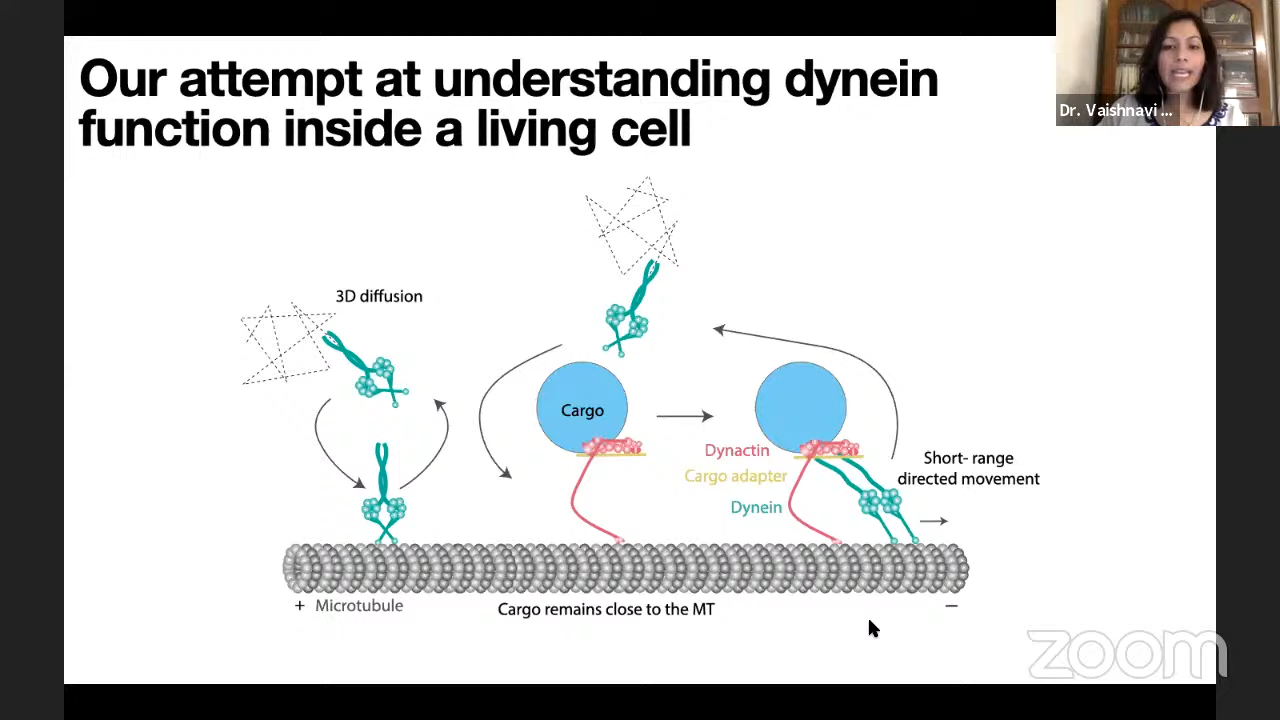 Our attempt at understanding dynein
function inside a living cell
Dr. Vaishnavi ...
3D diffusion
Cargo
Dynactin
Cargo adapter
Dynein
Short- range
directed movement
+ Microtubule
Cargo remains close to the MT
–
zoom